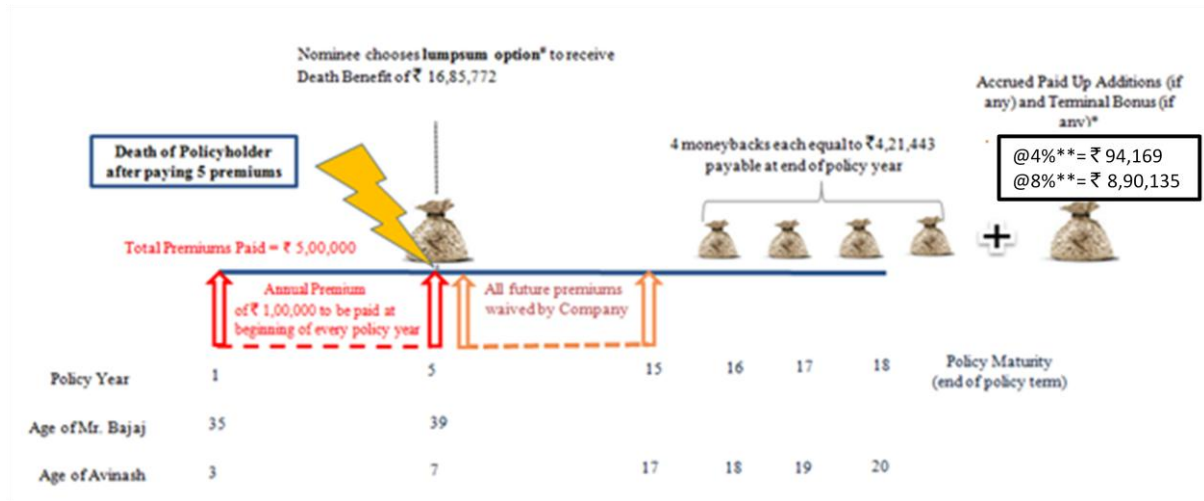 Nominee chooses lumpsum option# to receive
Death Benefit of ₹ 16,85,772
Accrued Paid Up Additions (if
any) and Terminal Bonus (if
any)*
@4%**= ₹ 94,169
@8%**= ₹ 8,90,135
4 moneybacks each equal to ₹4,21,443
payable at end of policy year
Death of Policyholder
after paying 5 premiums
Total Premiums Paid = ₹ 5,00,000
+
Annual Premium
of ₹ 1,00,000 to be paid at
beginning of every policy year
All future premiums
waived by Company
Policy Year 1 5 15 16 17 18 Policy Maturity
(end of policy term)
Age of Mr. Bajaj 35 39
Age of Avinash 3 7 17 18 19 20